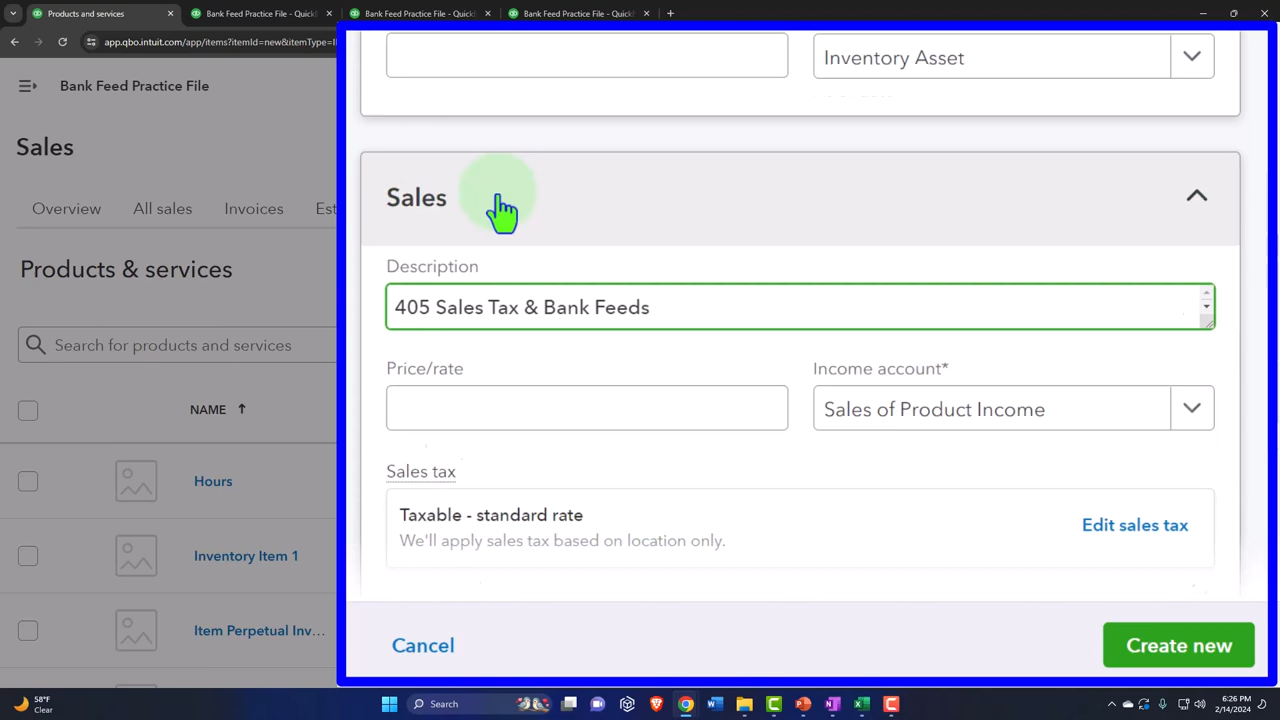 Products and services
Bank Feed Practice File - Quick
Bank Feed Practice File - Quick
Bank Feed Practice File - Quick
app.qbo.intuit.com/app/items?itemId=new&itemType=I
Bank Feed Practice File
Sales
Overview
All sales
Invoices
Est
Products & services
Search for products and services
NAME
Hours
Inventory Item 1
Item Perpetual Inv...
Inventory Asset
Sales
Description
405 Sales Tax & Bank Feeds
Price/rate
Income account*
Sales of Product Income
Sales tax
Taxable - standard rate
We'll apply sales tax based on location only.
Edit sales tax
Cancel
Create new
58°F
Clear
Search
6:26 PM
2/14/2024